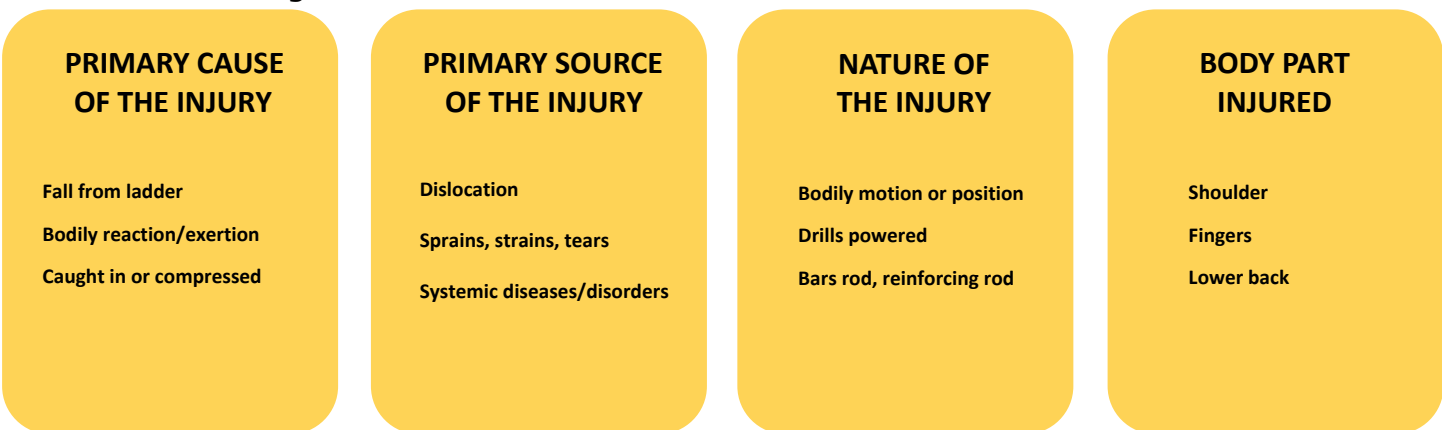 PRIMARY CAUSE
OF THE INJURY
Fall from ladder
Bodily reaction/exertion
Caught in or compressed
PRIMARY SOURCE
OF THE INJURY
Dislocation
Sprains, strains, tears
Systemic diseases/disorders
NATURE OF
THE INJURY
Bodily motion or position
Drills powered
Bars rod, reinforcing rod
BODY PART
INJURED
Shoulder
Fingers
Lower back